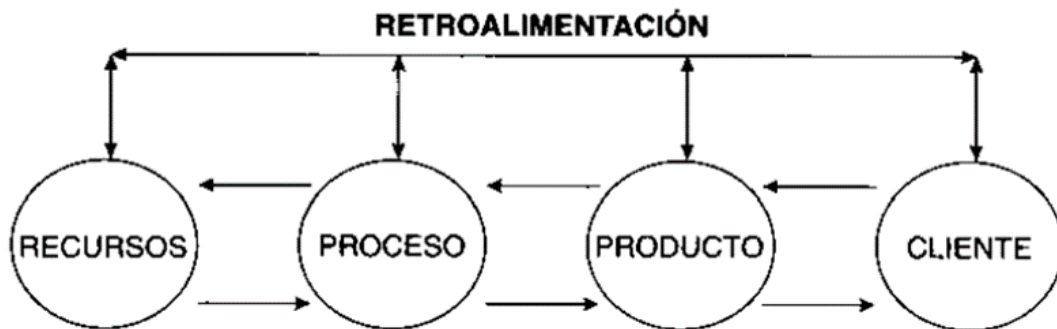 RETROALIMENTACIÓN
RECURSOS
PROCESO
PRODUCTO
CLIENTE